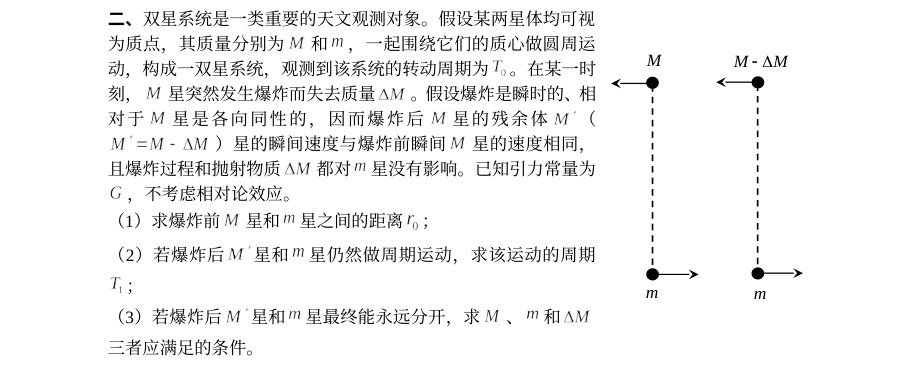 二、双星系统是一类重要的天文观测对象。假设某两星体均可视
为质点，其质量分别为 M 和 m，一起围绕它们的质心做圆周运
动，构成一双星系统，观测到该系统的转动周期为 T₀。在某一时
刻，M 星突然发生爆炸而失去质量 ΔM。假设爆炸是瞬时的、相
对于 M 星是各向同性的，因而爆炸后 M 星的残余体 M′（
M′=M - ΔM）星的瞬间速度与爆炸前瞬间 M 星的速度相同，
且爆炸过程和抛射物质 ΔM 都对 m 星没有影响。已知引力常量为
G，不考虑相对论效应。
（1）求爆炸前 M 星和 m 星之间的距离 r₀；
（2）若爆炸后 M′星和 m 星仍然做周期运动，求该运动的周期
T₁；
（3）若爆炸后 M′星和 m 星最终能永远分开，求 M、m 和 ΔM
三者应满足的条件。
M
M - ΔM
m
m